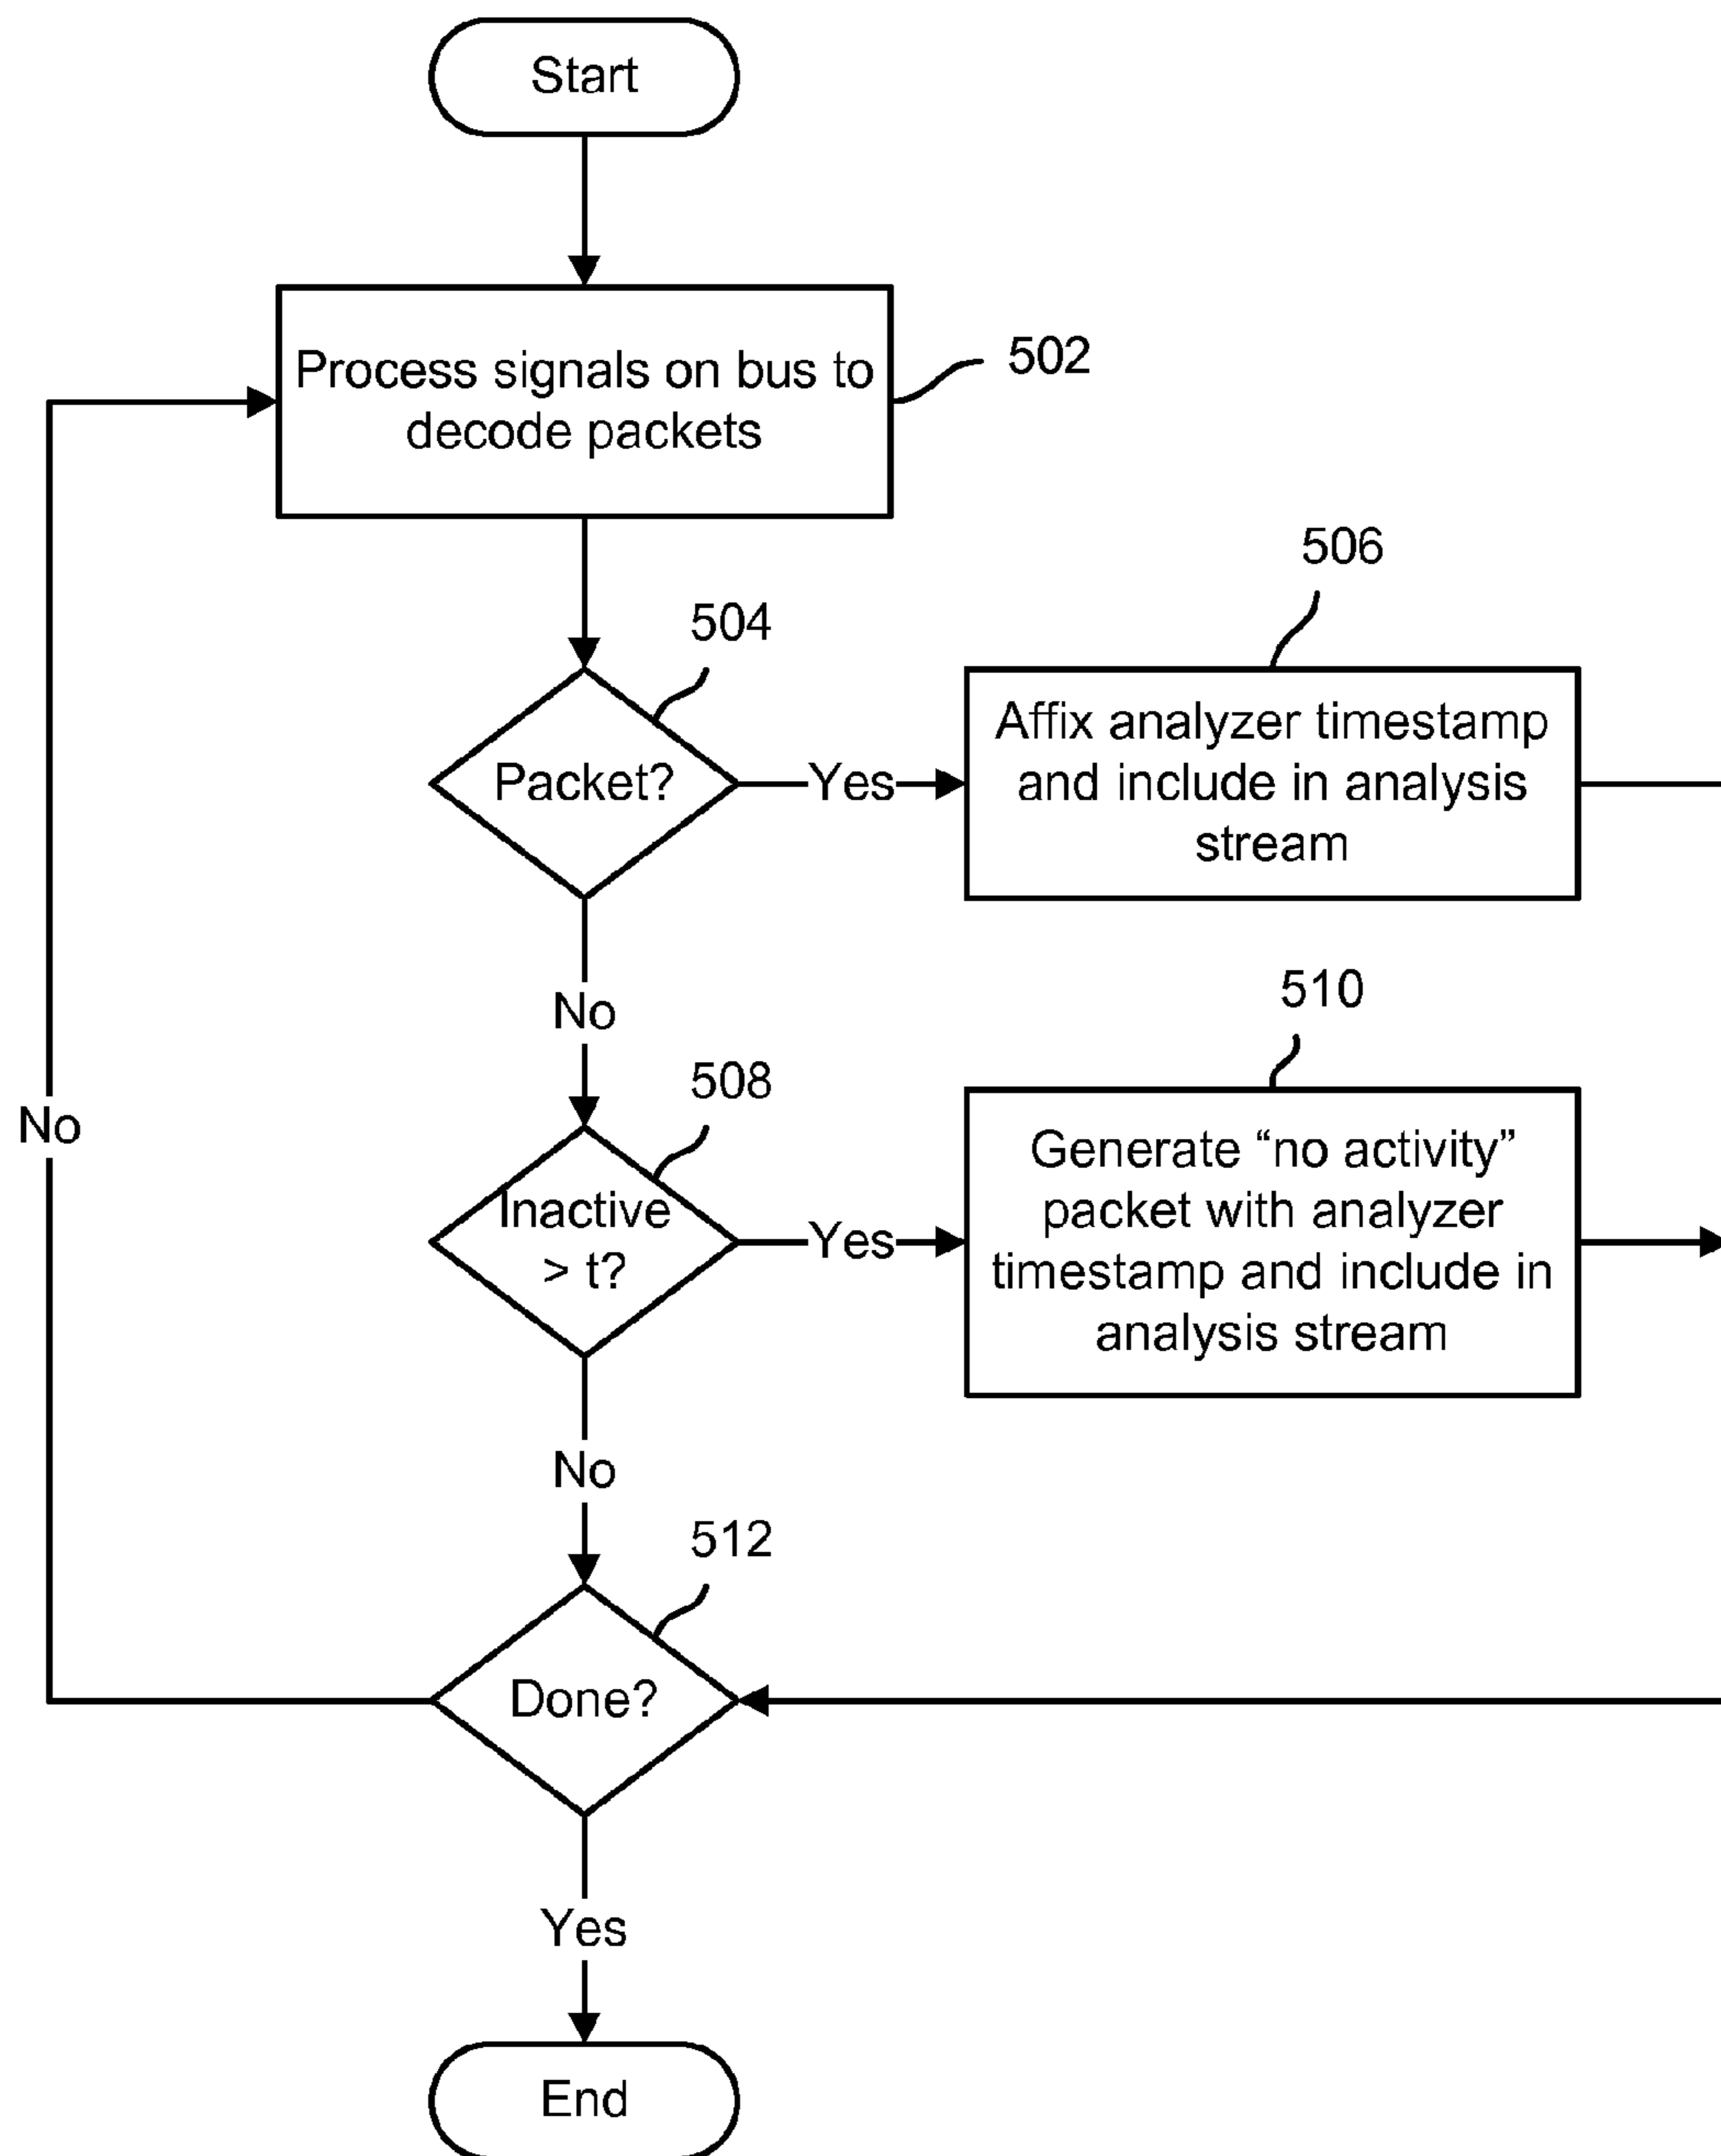 Start
Process signals on bus to
decode packets
502
506
504
Packet?
Yes
Affix analyzer timestamp
and include in analysis
stream
No
510
508
Inactive
> t?
Yes
Generate “no activity”
packet with analyzer
timestamp and include in
analysis stream
No
No
512
Done?
Yes
End